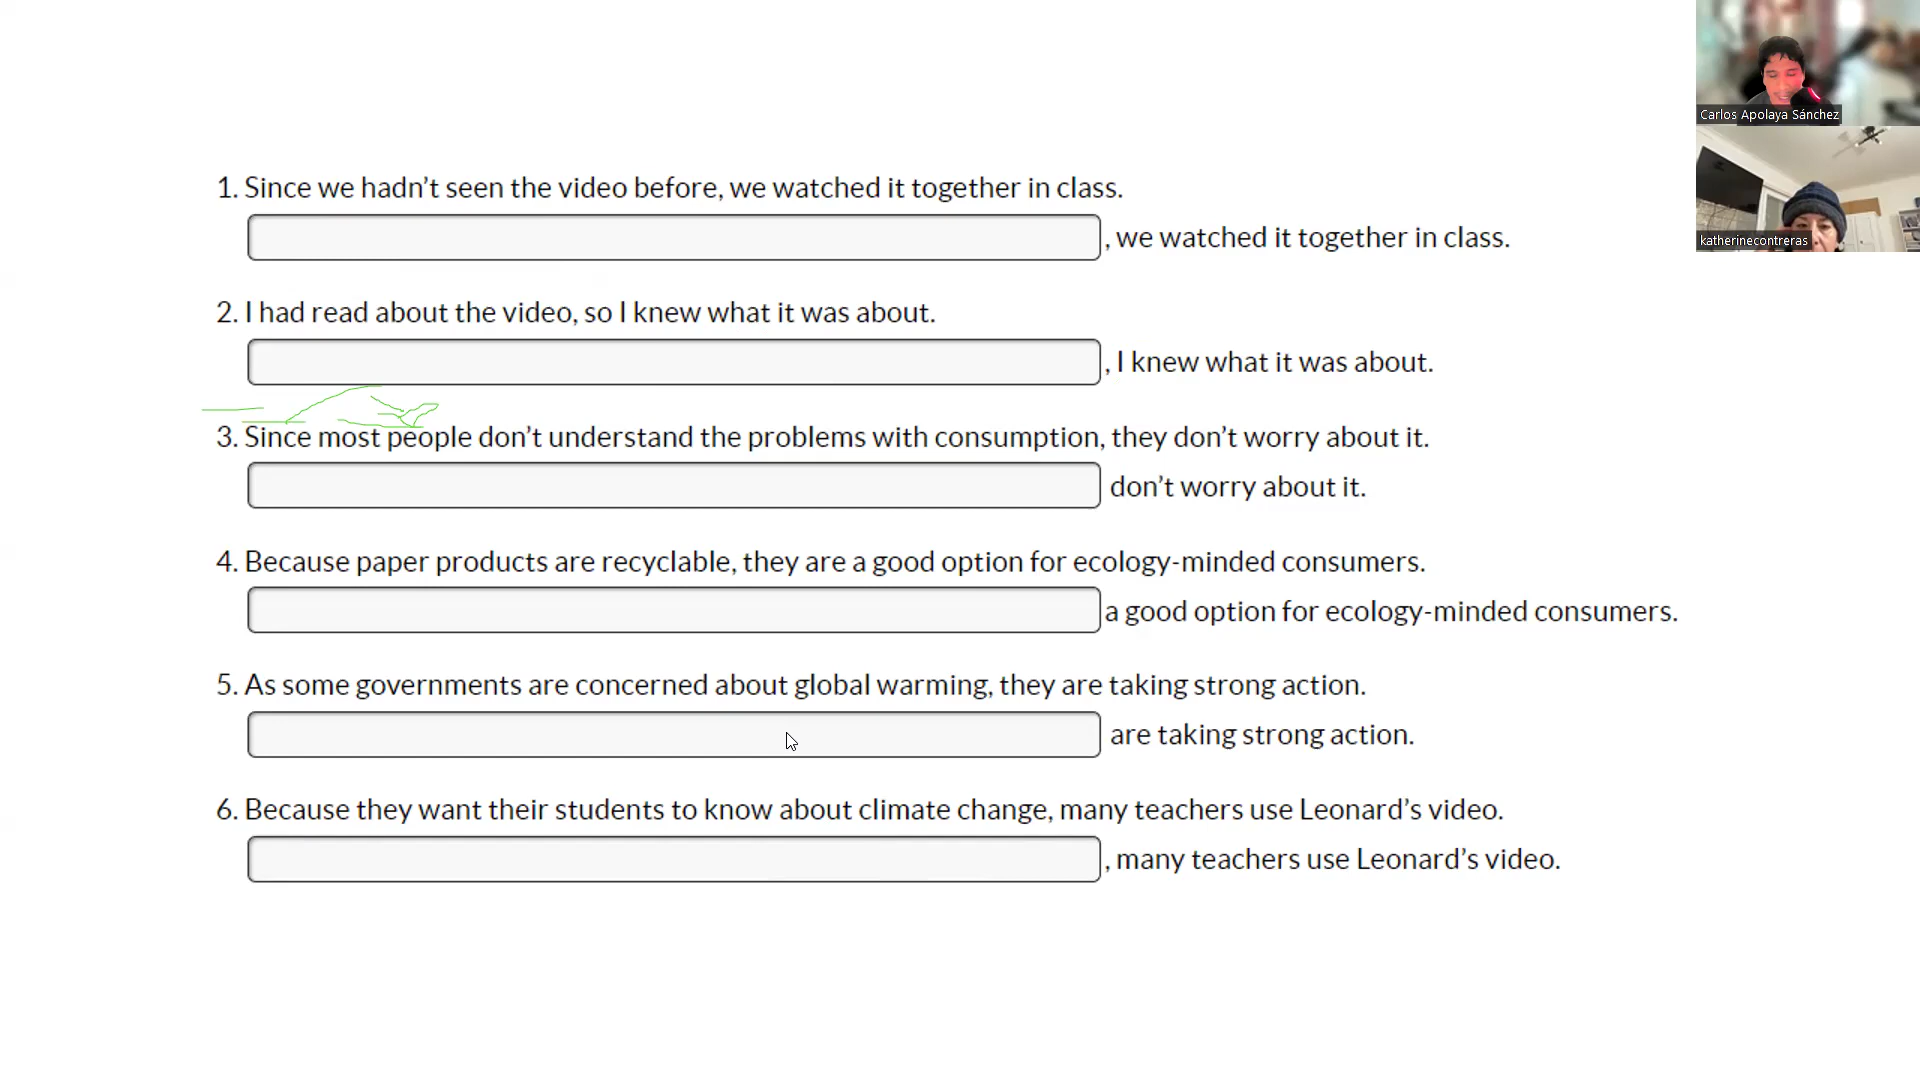 Carlos Apolaya Sánchez
katherinecontreras
1. Since we hadn't seen the video before, we watched it together in class.
, we watched it together in class.
2. I had read about the video, so I knew what it was about.
, I knew what it was about.
3. Since most people don't understand the problems with consumption, they don't worry about it.
don't worry about it.
4. Because paper products are recyclable, they are a good option for ecology-minded consumers.
a good option for ecology-minded consumers.
5. As some governments are concerned about global warming, they are taking strong action.
are taking strong action.
6. Because they want their students to know about climate change, many teachers use Leonard's video.
, many teachers use Leonard's video.